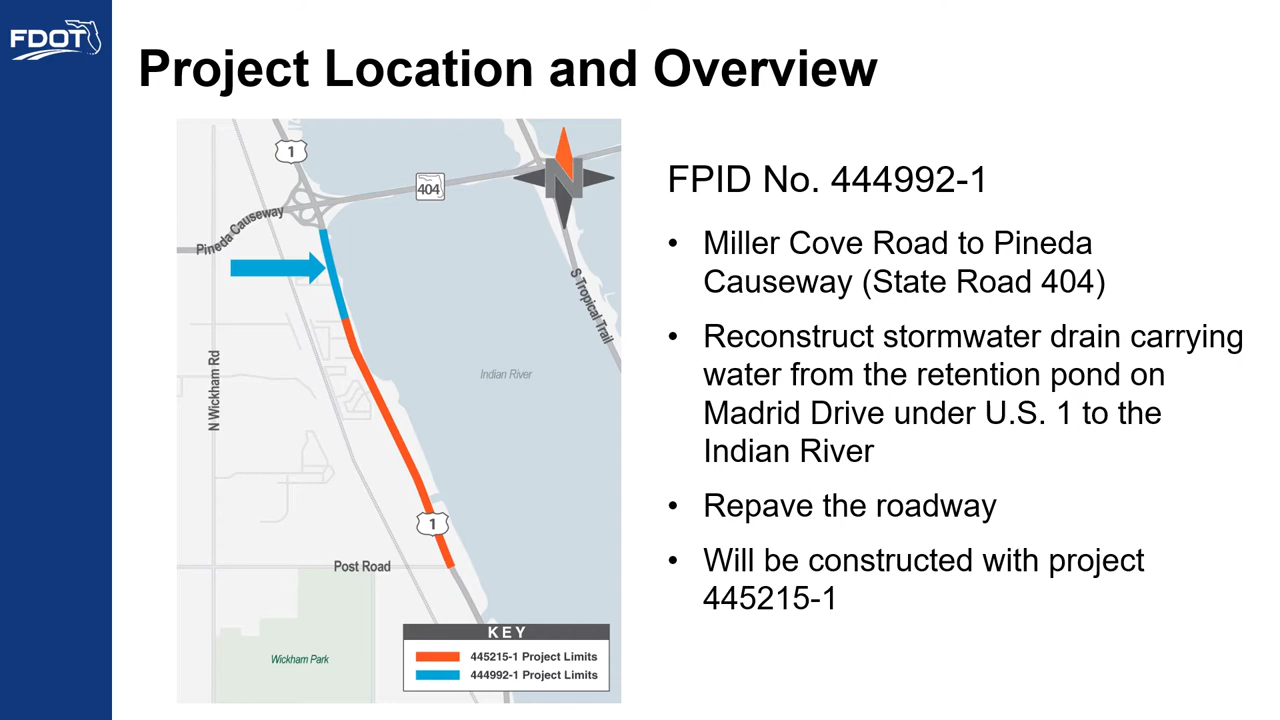 FDOT
Project Location and Overview
1
404
N
Pineda Causeway
S Tropical Trail
N Wickham Rd
Indian River
1
Post Road
Wickham Park
KEY
445215-1 Project Limits
444992-1 Project Limits
FPID No. 444992-1
• Miller Cove Road to Pineda
Causeway (State Road 404)
• Reconstruct stormwater drain carrying
water from the retention pond on
Madrid Drive under U.S. 1 to the
Indian River
• Repave the roadway
• Will be constructed with project
445215-1